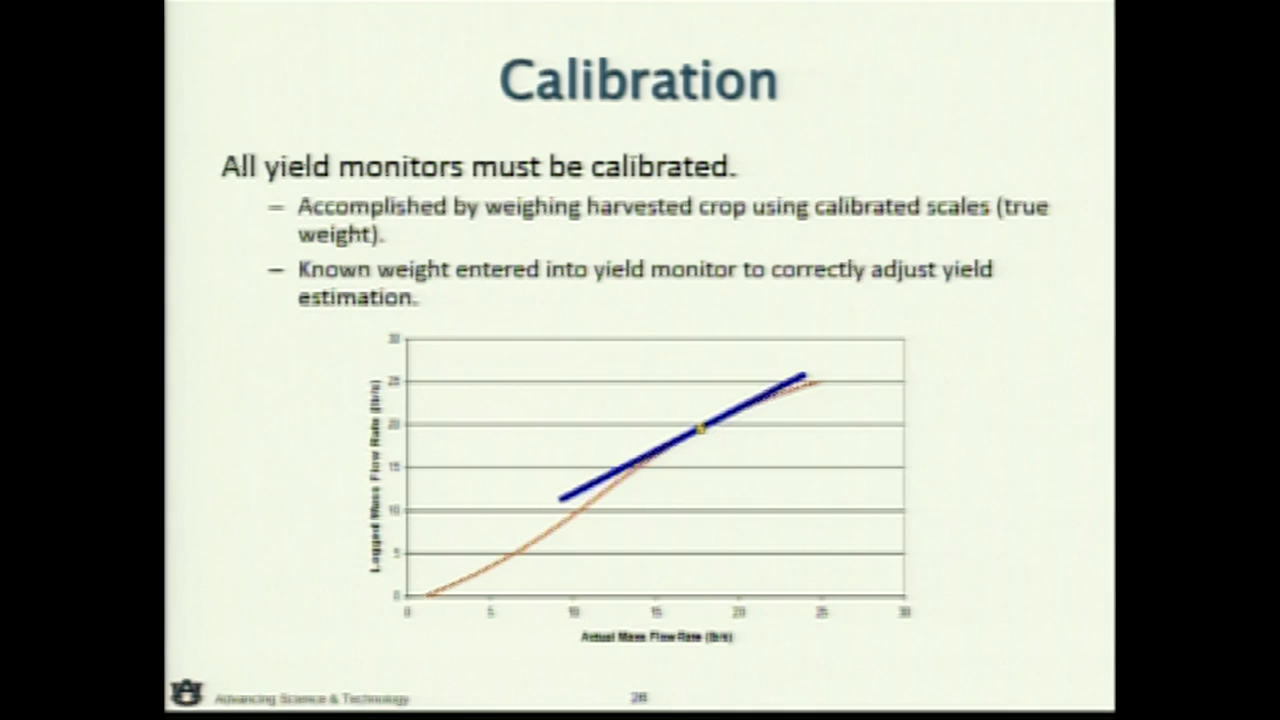 Calibration
All yield monitors must be calibrated.
– Accomplished by weighing harvested crop using calibrated scales (true
weight).
– Known weight entered into yield monitor to correctly adjust yield
estimation.
30
25
20
15
10
5
0
Logged Mass Flow Rate (lb/s)
0 5 10 15 20 25 30
Actual Mass Flow Rate (lb/s)
AU
Advancing Science & Technology
26